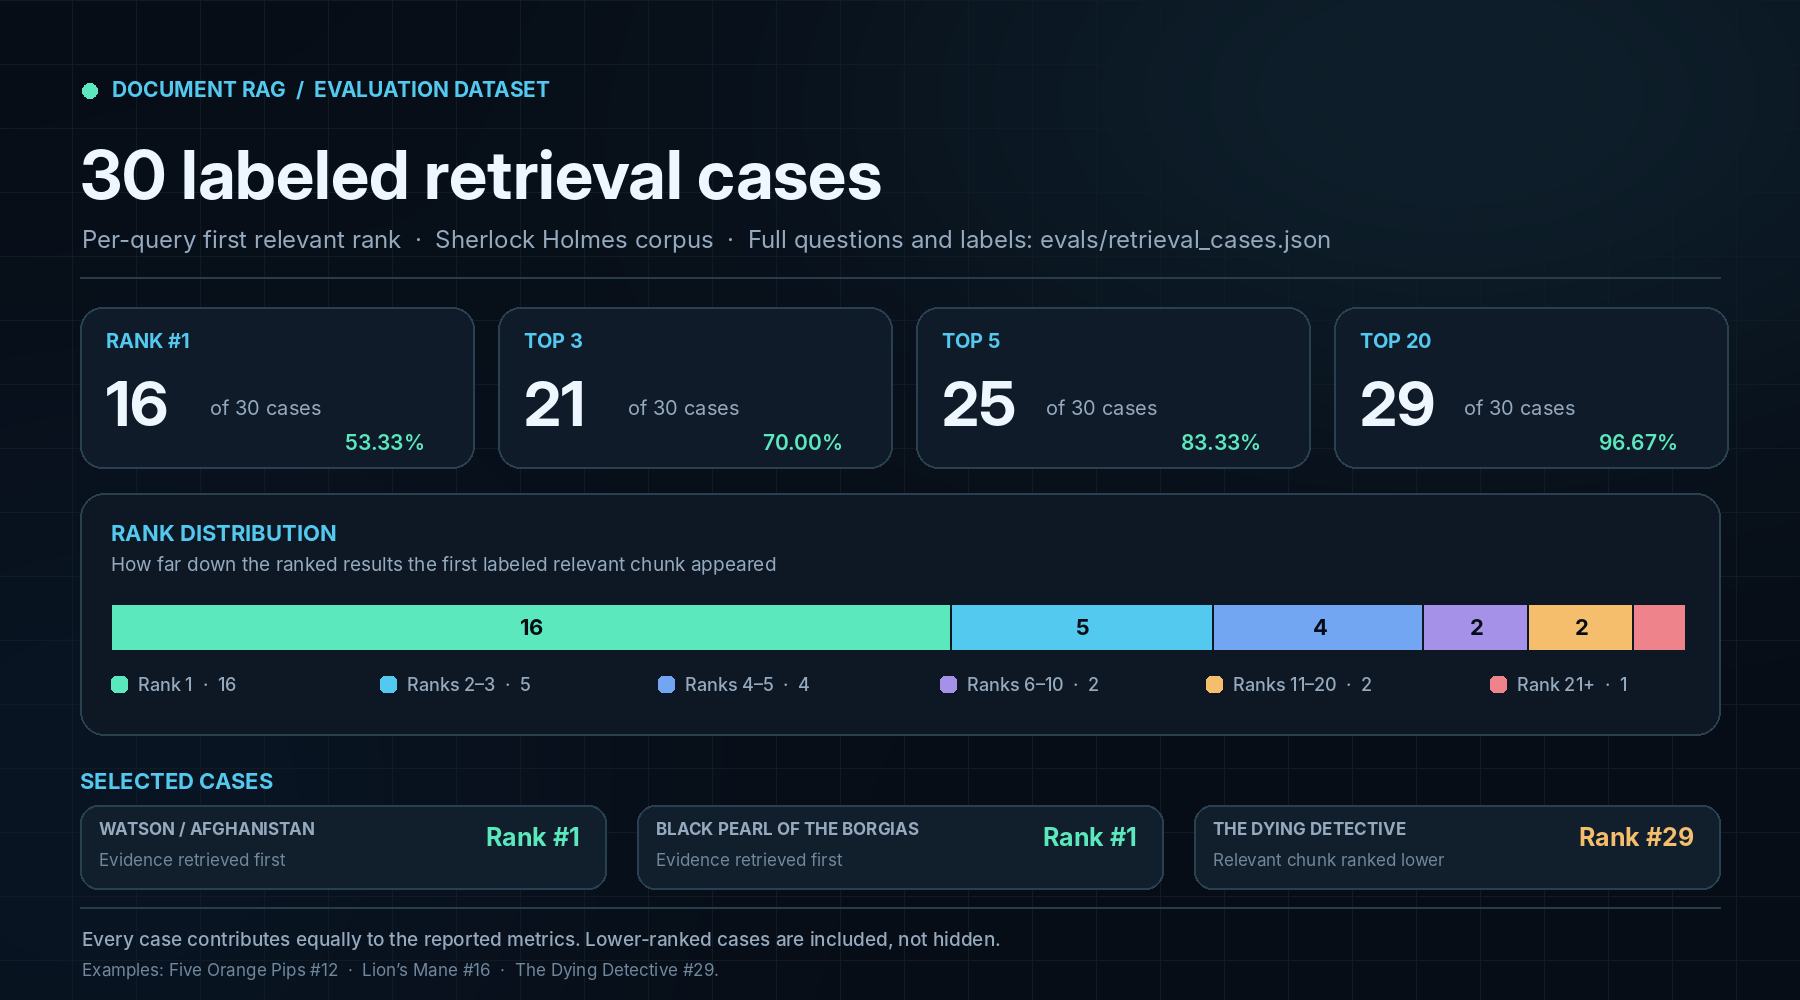 DOCUMENT RAG / EVALUATION DATASET
30 labeled retrieval cases
Per-query first relevant rank · Sherlock Holmes corpus · Full questions and labels: evals/retrieval_cases.json
RANK #1
16 of 30 cases
53.33%
TOP 3
21 of 30 cases
70.00%
TOP 5
25 of 30 cases
83.33%
TOP 20
29 of 30 cases
96.67%
RANK DISTRIBUTION
How far down the ranked results the first labeled relevant chunk appeared
16 5 4 2 2
Rank 1 · 16 Ranks 2–3 · 5 Ranks 4–5 · 4 Ranks 6–10 · 2 Ranks 11–20 · 2 Rank 21+ · 1
SELECTED CASES
WATSON / AFGHANISTAN
Rank #1
Evidence retrieved first
BLACK PEARL OF THE BORGIAS
Rank #1
Evidence retrieved first
THE DYING DETECTIVE
Rank #29
Relevant chunk ranked lower
Every case contributes equally to the reported metrics. Lower-ranked cases are included, not hidden.
Examples: Five Orange Pips #12 · Lion’s Mane #16 · The Dying Detective #29.